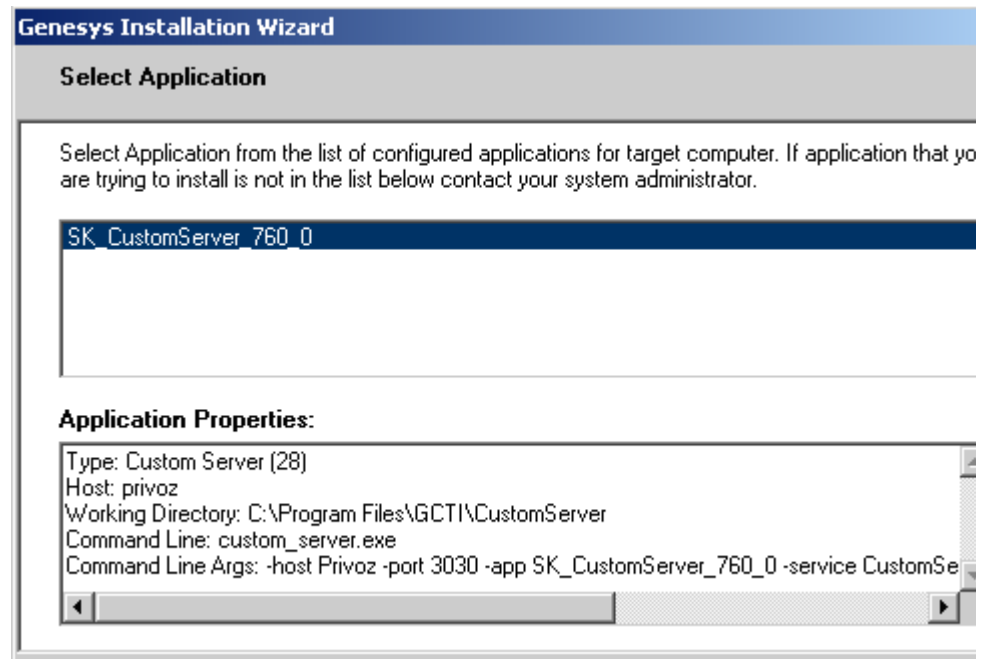 Genesys Installation Wizard
Select Application
Select Application from the list of configured applications for target computer. If application that yo
are trying to install is not in the list below contact your system administrator.
SK_CustomServer_760_0
Application Properties:
Type: Custom Server (28)
Host: privoz
Working Directory: C:\Program Files\GCTI\CustomServer
Command Line: custom_server.exe
Command Line Args: -host Privoz -port 3030 -app SK_CustomServer_760_0 -service CustomSe